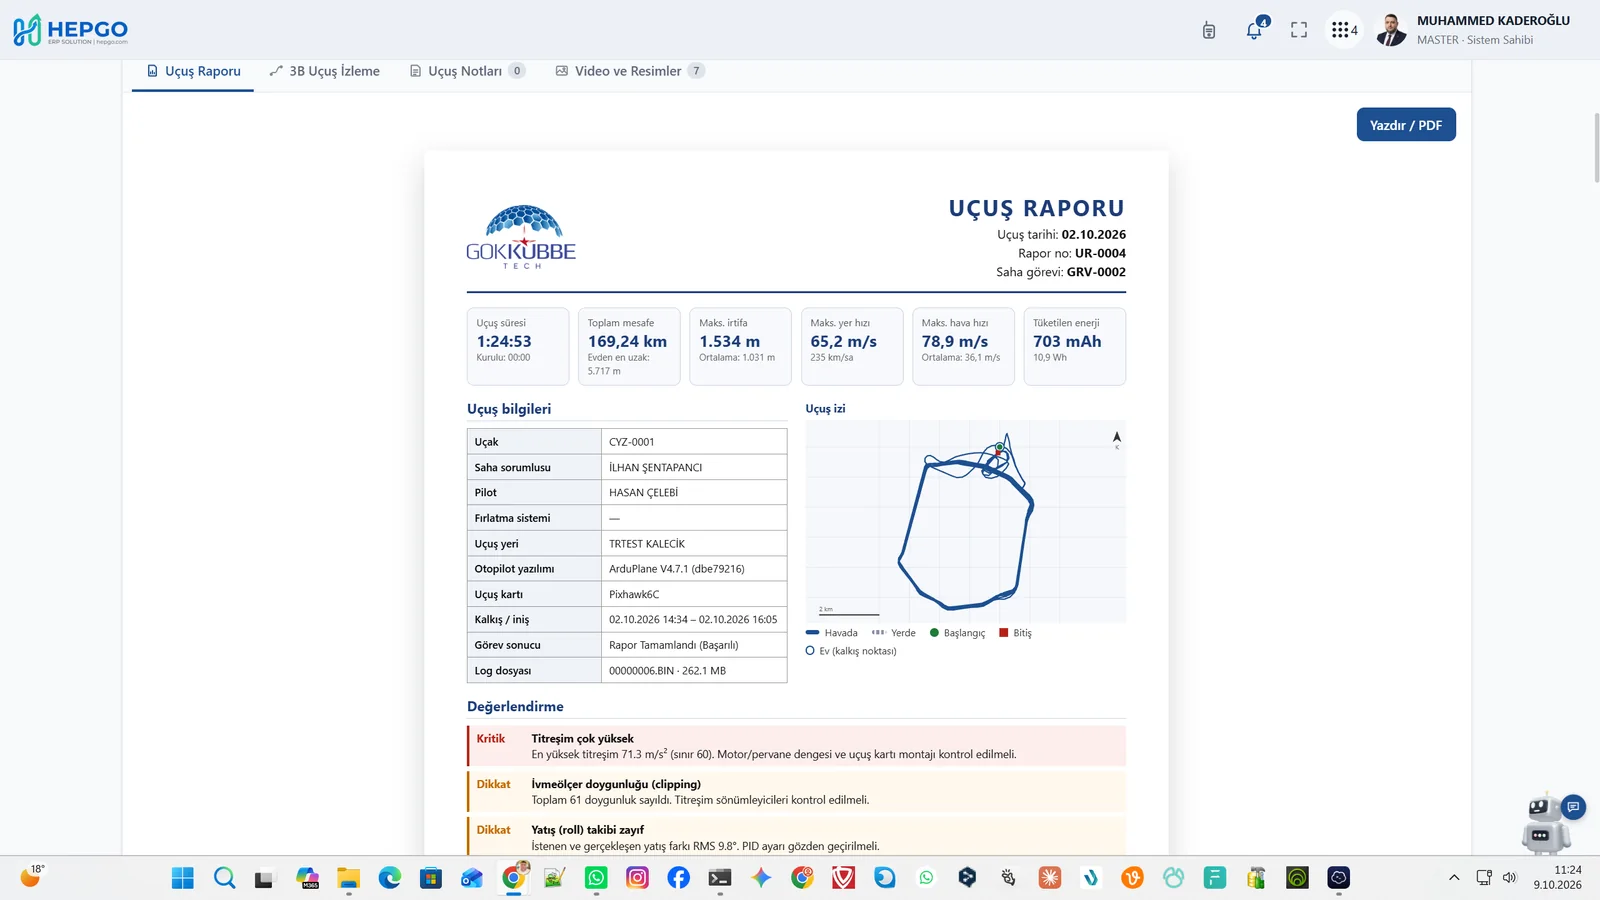 HEPGO
ERP SOLUTION | hepgo.com
4
4
MUHAMMED KADEROĞLU
MASTER · Sistem Sahibi
Uçuş Raporu
3B Uçuş İzleme
Uçuş Notları 0
Video ve Resimler 7
Yazdır / PDF
GÖKKUBBE
TECH
UÇUŞ RAPORU
Uçuş tarihi: 02.10.2026
Rapor no: UR-0004
Saha görevi: GRV-0002
Uçuş süresi
1:24:53
Kurulu: 00:00
Toplam mesafe
169,24 km
Evden en uzak:
5.717 m
Maks. irtifa
1.534 m
Ortalama: 1.031 m
Maks. yer hızı
65,2 m/s
235 km/sa
Maks. hava hızı
78,9 m/s
Ortalama: 36,1 m/s
Tüketilen enerji
703 mAh
10,9 Wh
Uçuş bilgileri
Uçak CYZ-0001
Saha sorumlusu İLHAN ŞENTAPANCI
Pilot HASAN ÇELEBİ
Fırlatma sistemi —
Uçuş yeri TRTEST KALECİK
Otopilot yazılımı ArduPlane V4.7.1 (dbe79216)
Uçuş kartı Pixhawk6C
Kalkış / iniş 02.10.2026 14:34 – 02.10.2026 16:05
Görev sonucu Rapor Tamamlandı (Başarılı)
Log dosyası 00000006.BIN · 262.1 MB
Uçuş izi
K
2 km
Havada Yerde Başlangıç Bitiş
Ev (kalkış noktası)
Değerlendirme
Kritik Titreşim çok yüksek
En yüksek titreşim 71.3 m/s² (sınır 60). Motor/pervane dengesi ve uçuş kartı montajı kontrol edilmeli.
Dikkat İvmeölçer doygunluğu (clipping)
Toplam 61 doygunluk sayıldı. Titreşim sönümleyicileri kontrol edilmeli.
Dikkat Yatış (roll) takibi zayıf
İstenen ve gerçekleşen yatış farkı RMS 9.8°. PID ayarı gözden geçirilmeli.
18°
M365
11:24
9.10.2026